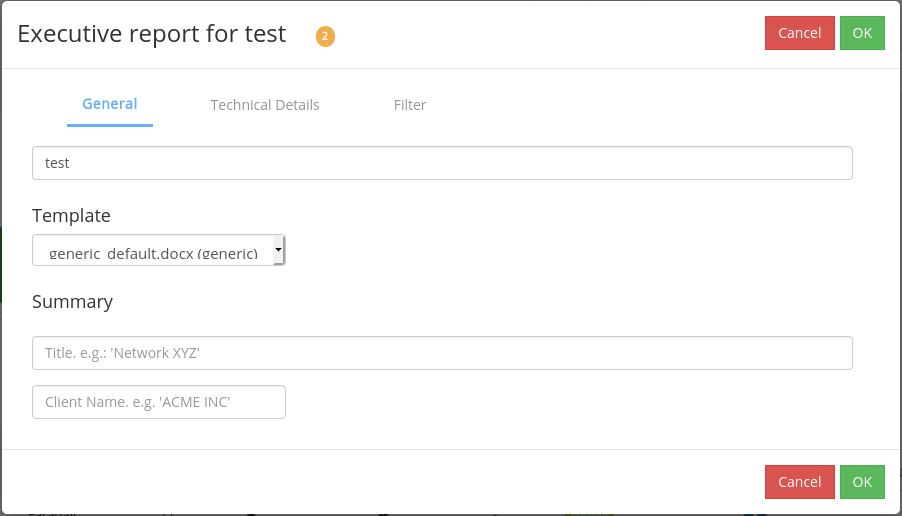 Executive report for test 2 Cancel OK
General Technical Details Filter
test
Template
generic_default.docx (generic)
Summary
Title. e.g.: 'Network XYZ'
Client Name. e.g. 'ACME INC'
Cancel OK